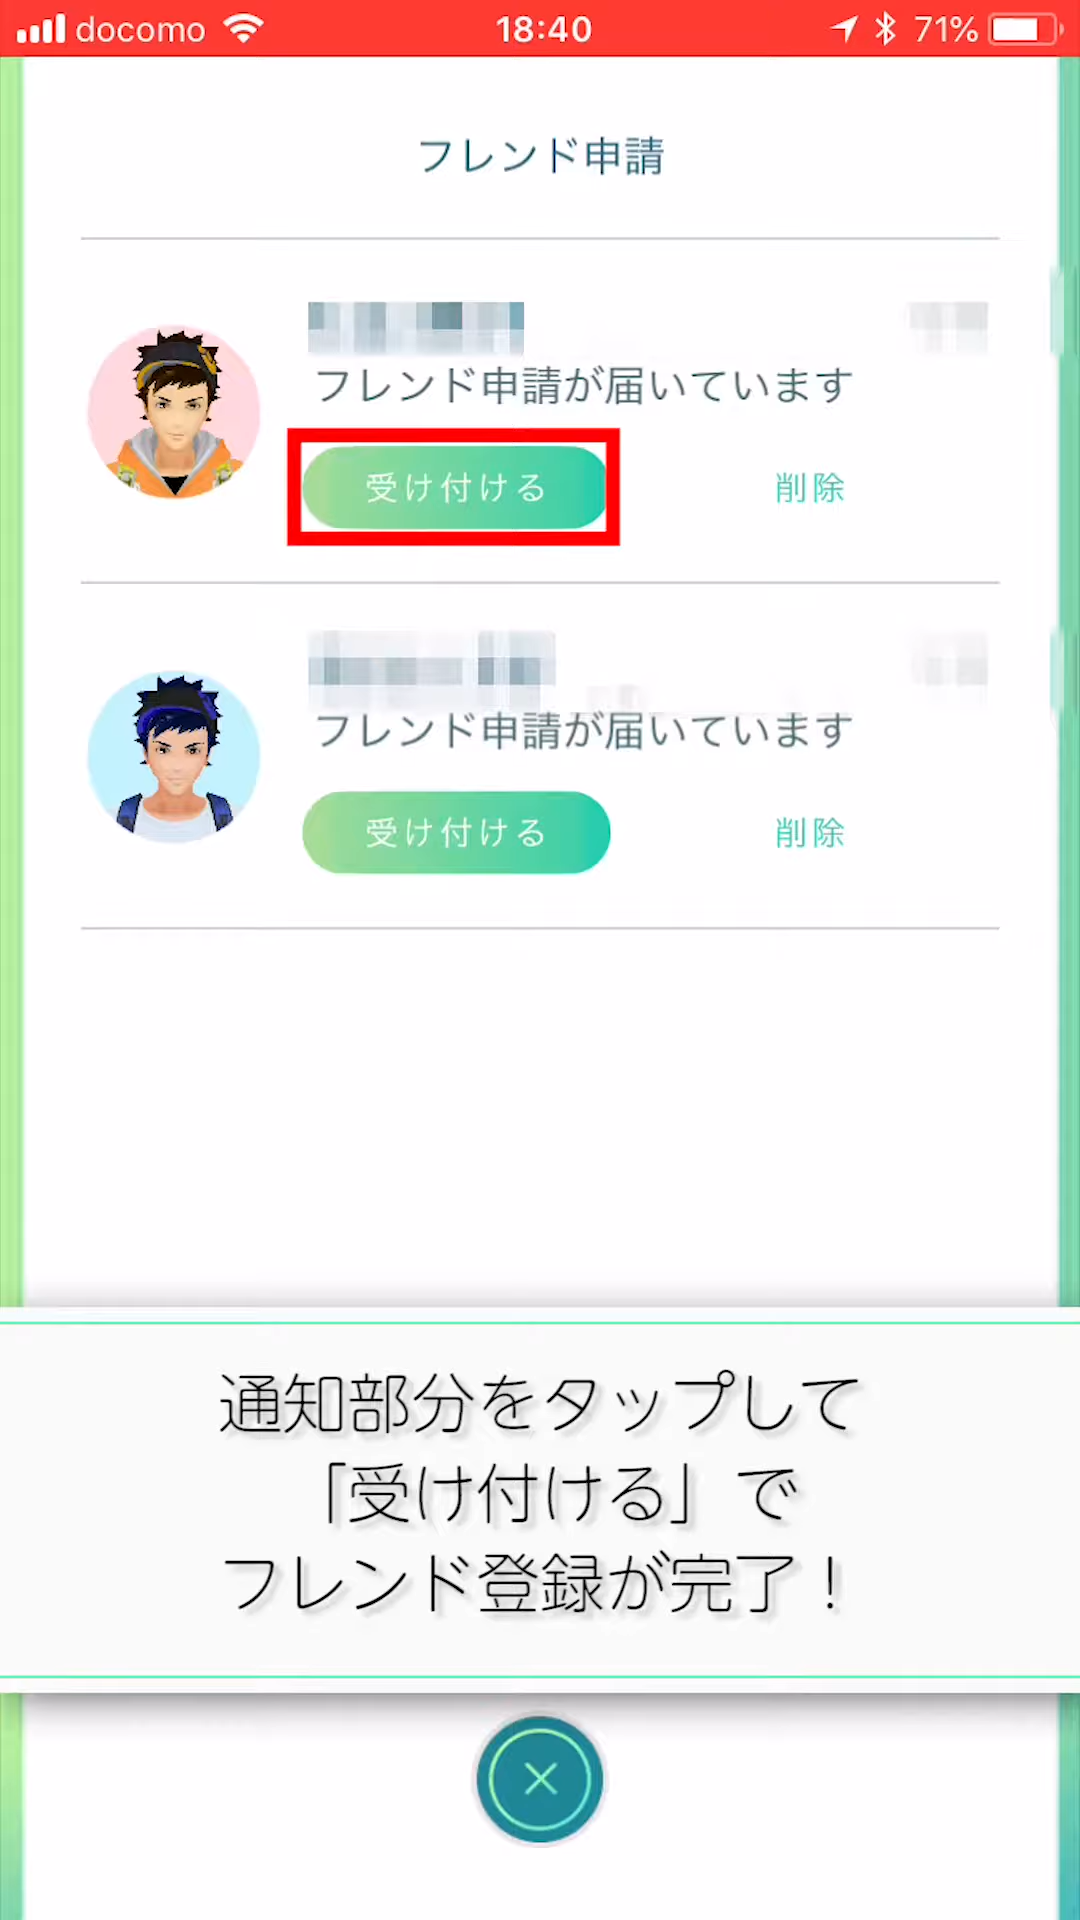 docomo 18:40 71%
フレンド申請
フレンド申請が届いています
受け付ける 削除
フレンド申請が届いています
受け付ける 削除
通知部分をタップして
「受け付ける」で
フレンド登録が完了！